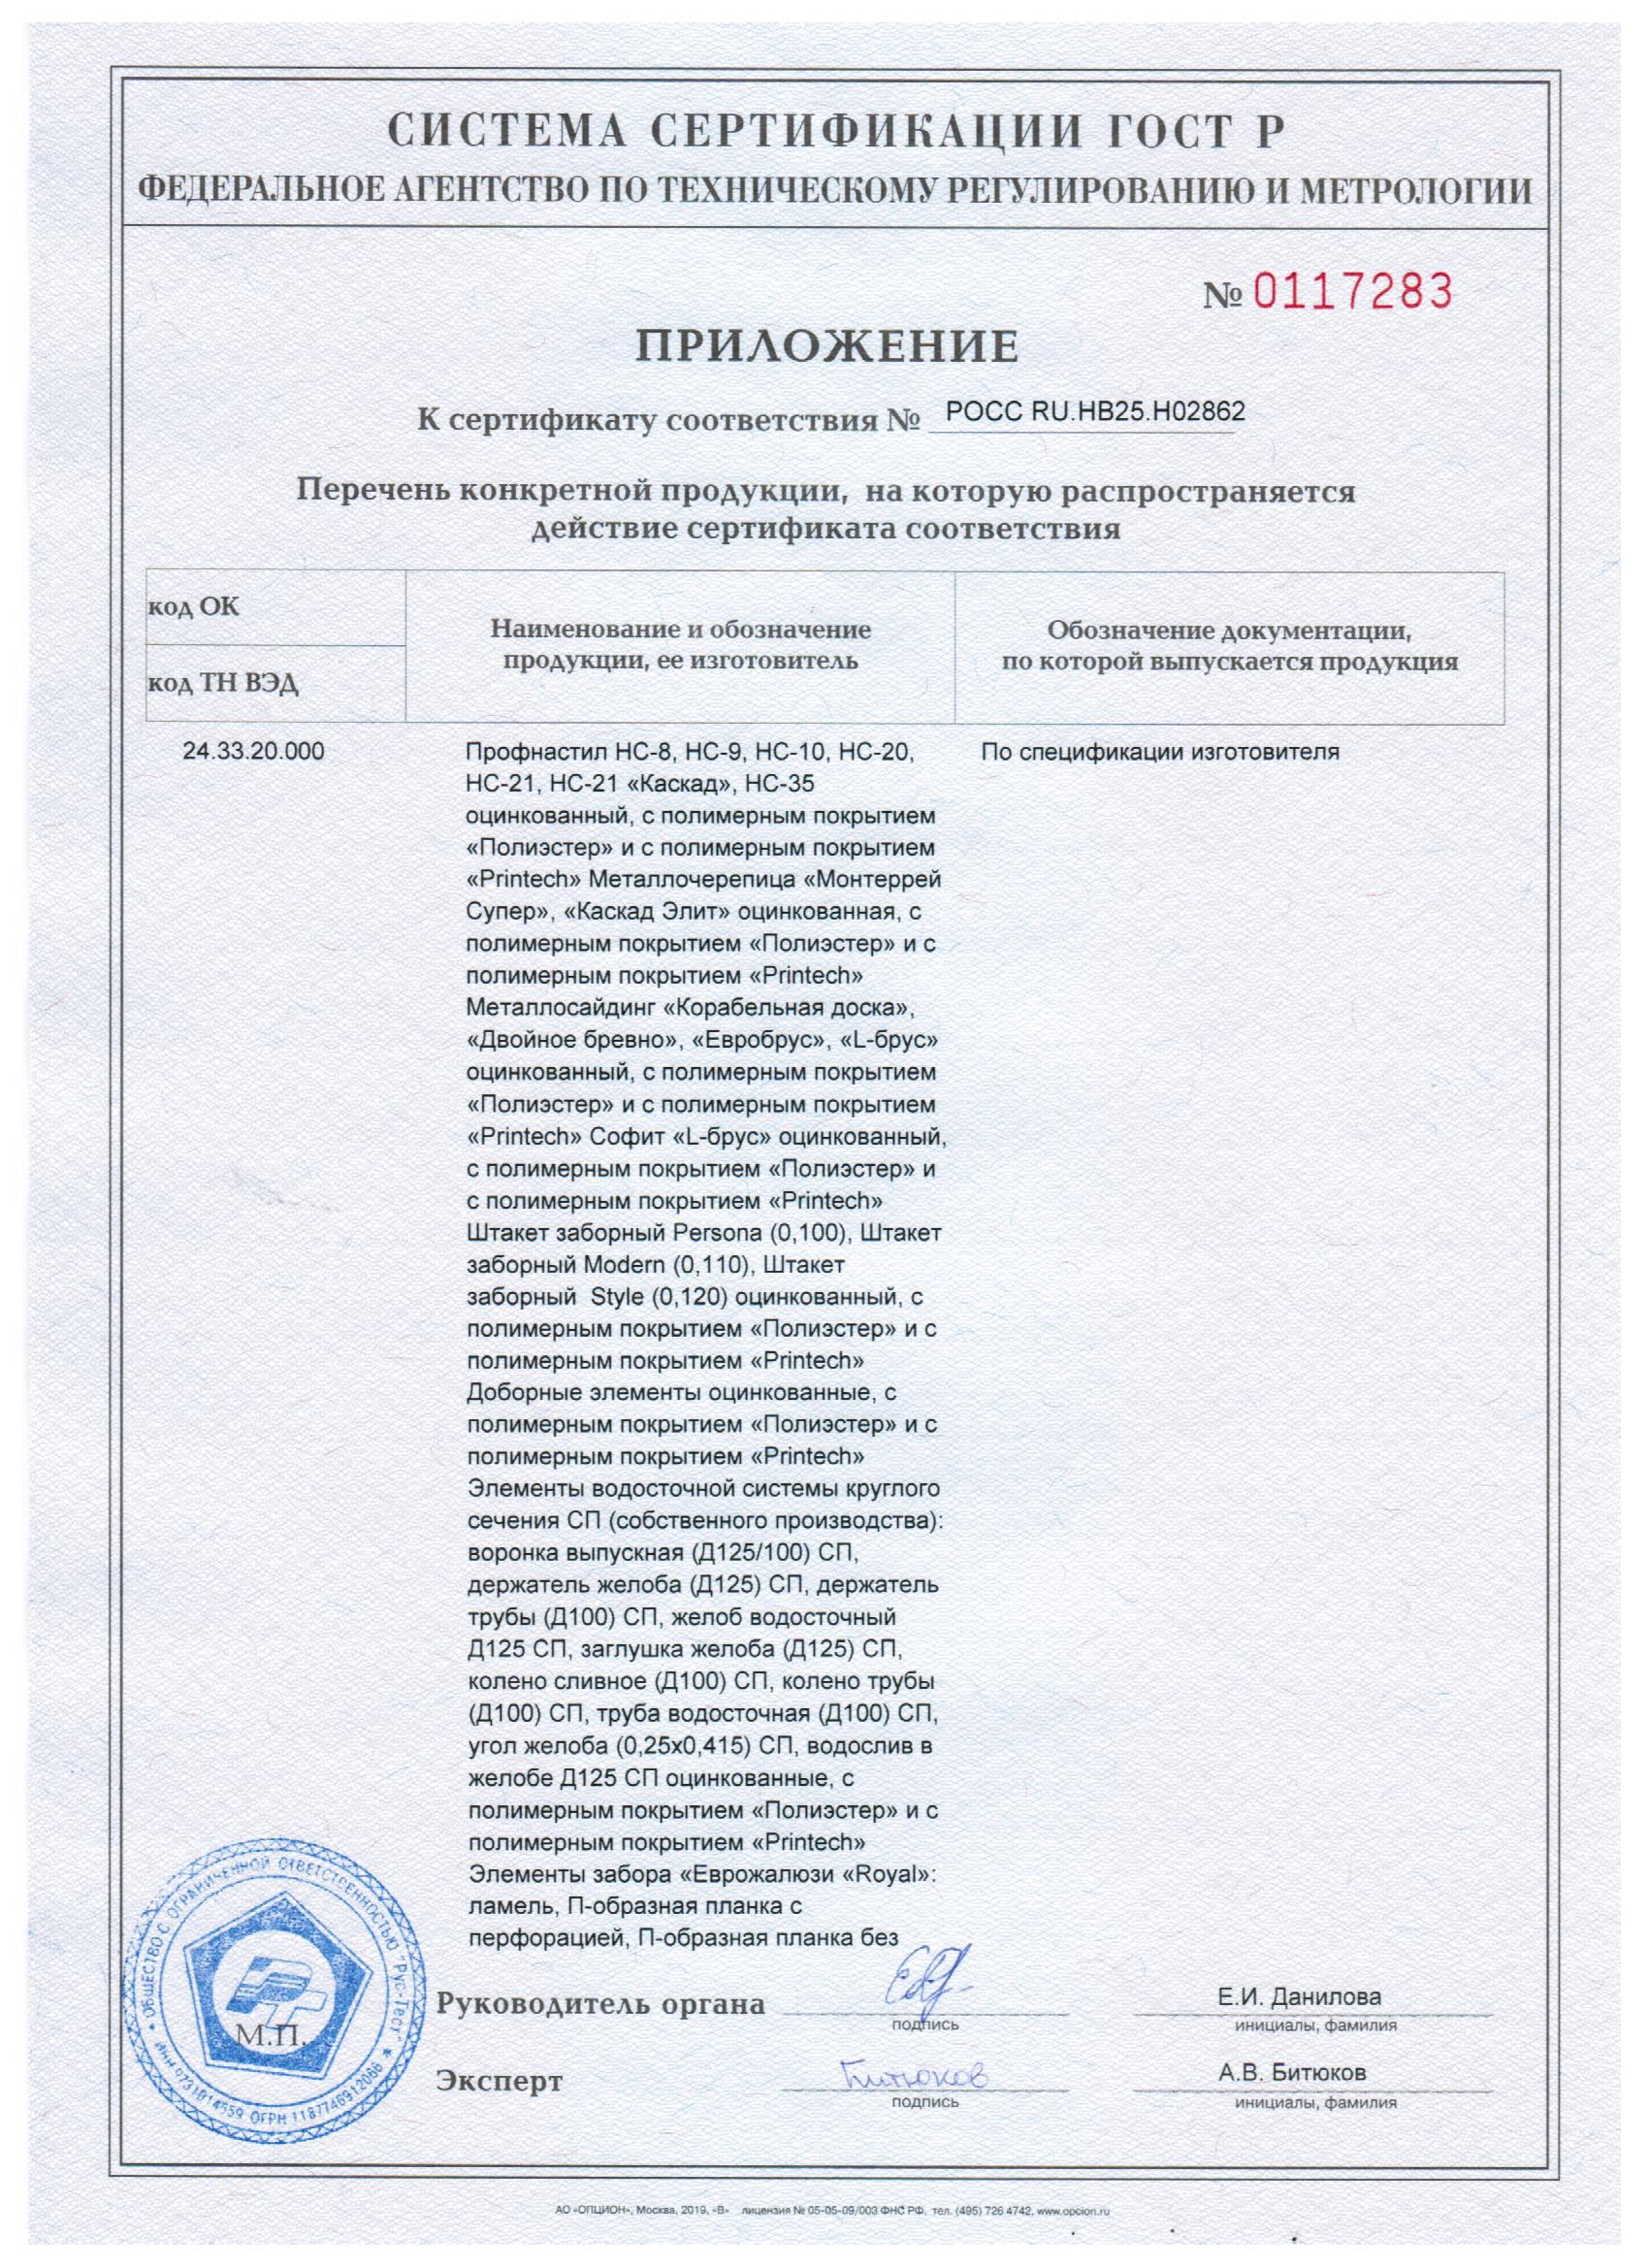 СИСТЕМА СЕРТИФИКАЦИИ ГОСТ Р
ФЕДЕРАЛЬНОЕ АГЕНТСТВО ПО ТЕХНИЧЕСКОМУ РЕГУЛИРОВАНИЮ И МЕТРОЛОГИИ
№ 0117283
ПРИЛОЖЕНИЕ
К сертификату соответствия № РОСС RU.НВ25.Н02862
Перечень конкретной продукции, на которую распространяется
действие сертификата соответствия
код ОК
код ТН ВЭД
Наименование и обозначение
продукции, ее изготовитель
Обозначение документации,
по которой выпускается продукция
24.33.20.000
Профнастил НС-8, НС-9, НС-10, НС-20,
НС-21, НС-21 «Каскад», НС-35
оцинкованный, с полимерным покрытием
«Полиэстер» и с полимерным покрытием
«Printech» Металлочерепица «Монтеррей
Супер», «Каскад Элит» оцинкованная, с
полимерным покрытием «Полиэстер» и с
полимерным покрытием «Printech»
Металлосайдинг «Корабельная доска»,
«Двойное бревно», «Евробрус», «L-брус»
оцинкованный, с полимерным покрытием
«Полиэстер» и с полимерным покрытием
«Printech» Софит «L-брус» оцинкованный,
с полимерным покрытием «Полиэстер» и
с полимерным покрытием «Printech»
Штакет заборный Persona (0,100), Штакет
заборный Modern (0,110), Штакет
заборный Style (0,120) оцинкованный, с
полимерным покрытием «Полиэстер» и с
полимерным покрытием «Printech»
Доборные элементы оцинкованные, с
полимерным покрытием «Полиэстер» и с
полимерным покрытием «Printech»
Элементы водосточной системы круглого
сечения СП (собственного производства):
воронка выпускная (Д125/100) СП,
держатель желоба (Д125) СП, держатель
трубы (Д100) СП, желоб водосточный
Д125 СП, заглушка желоба (Д125) СП,
колено сливное (Д100) СП, колено трубы
(Д100) СП, труба водосточная (Д100) СП,
угол желоба (0,25х0,415) СП, водослив в
желобе Д125 СП оцинкованные, с
полимерным покрытием «Полиэстер» и с
полимерным покрытием «Printech»
Элементы забора «Еврожалюзи «Royal»:
ламель, П-образная планка с
перфорацией, П-образная планка без
По спецификации изготовителя
ОБЩЕСТВО С ОГРАНИЧЕННОЙ ОТВЕТСТВЕННОСТЬЮ "Рус-Тест"
ИНН 9731014559 ОГРН 1187746912066
М.П.
Руководитель органа
подпись
Е.И. Данилова
инициалы, фамилия
Эксперт
Битюков
подпись
А.В. Битюков
инициалы, фамилия
АО «ОПЦИОН», Москва, 2019, «В» лицензия № 05-05-09/003 ФНС РФ, тел. (495) 726 4742, www.opcion.ru